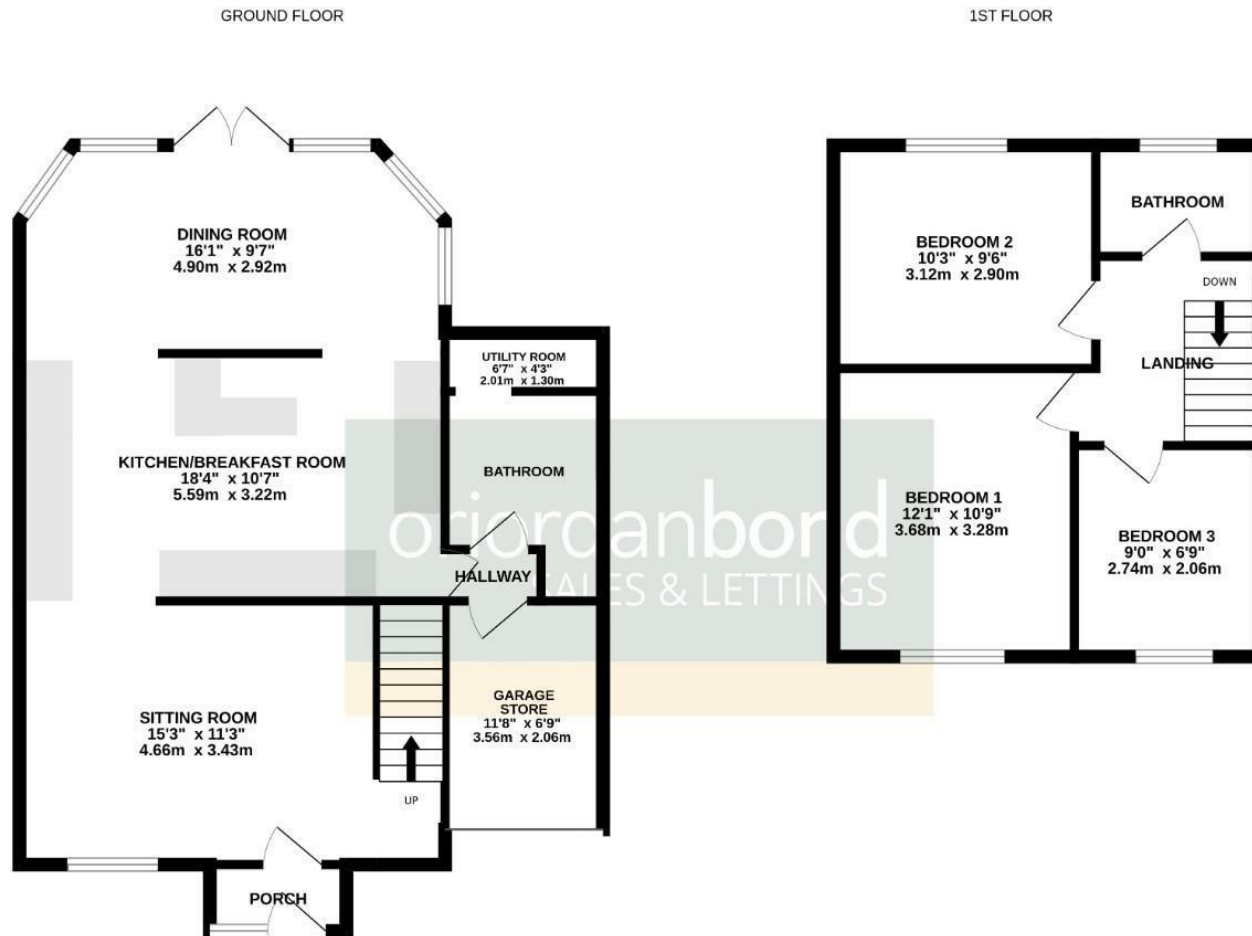 GROUND FLOOR
1ST FLOOR
DINING ROOM
16'1" x 9'7"
4.90m x 2.92m
UTILITY ROOM
6'7" x 4'3"
2.01m x 1.30m
KITCHEN/BREAKFAST ROOM
18'4" x 10'7"
5.59m x 3.22m
BATHROOM
HALLWAY
SITTING ROOM
15'3" x 11'3"
4.66m x 3.43m
UP
GARAGE
STORE
11'8" x 6'9"
3.56m x 2.06m
PORCH
BEDROOM 2
10'3" x 9'6"
3.12m x 2.90m
BATHROOM
DOWN
LANDING
BEDROOM 1
12'1" x 10'9"
3.68m x 3.28m
BEDROOM 3
9'0" x 6'9"
2.74m x 2.06m
oriordanbond
SALES & LETTINGS